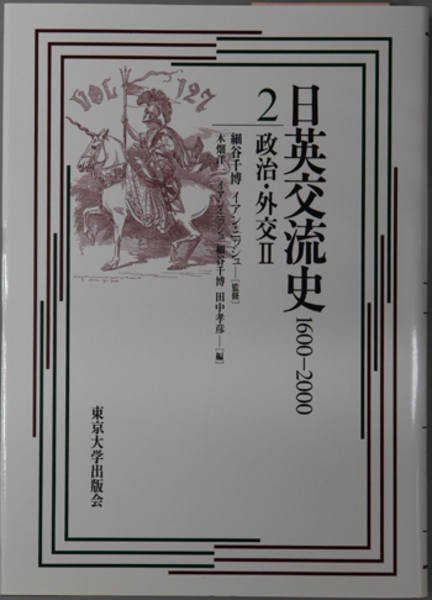 日英交流史 1600–2000
2 政治・外交Ⅱ
細谷千博 イアン・ニッシュ―[監修]
木畑洋一 イアン・ニッシュ 細谷千博 田中孝彦―[編]
東京大学出版会
VOL 127